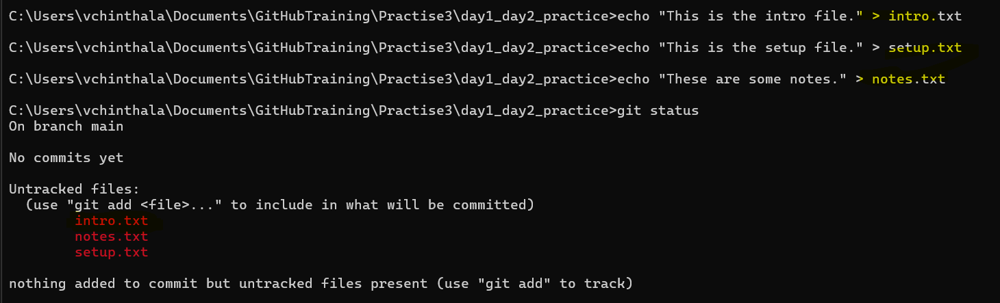 C:\Users\vchinthala\Documents\GitHubTraining\Practise3\day1_day2_practice>echo "This is the intro file." > intro.txt
C:\Users\vchinthala\Documents\GitHubTraining\Practise3\day1_day2_practice>echo "This is the setup file." > setup.txt
C:\Users\vchinthala\Documents\GitHubTraining\Practise3\day1_day2_practice>echo "These are some notes." > notes.txt
C:\Users\vchinthala\Documents\GitHubTraining\Practise3\day1_day2_practice>git status
On branch main
No commits yet
Untracked files:
  (use "git add <file>..." to include in what will be committed)
        intro.txt
        notes.txt
        setup.txt
nothing added to commit but untracked files present (use "git add" to track)